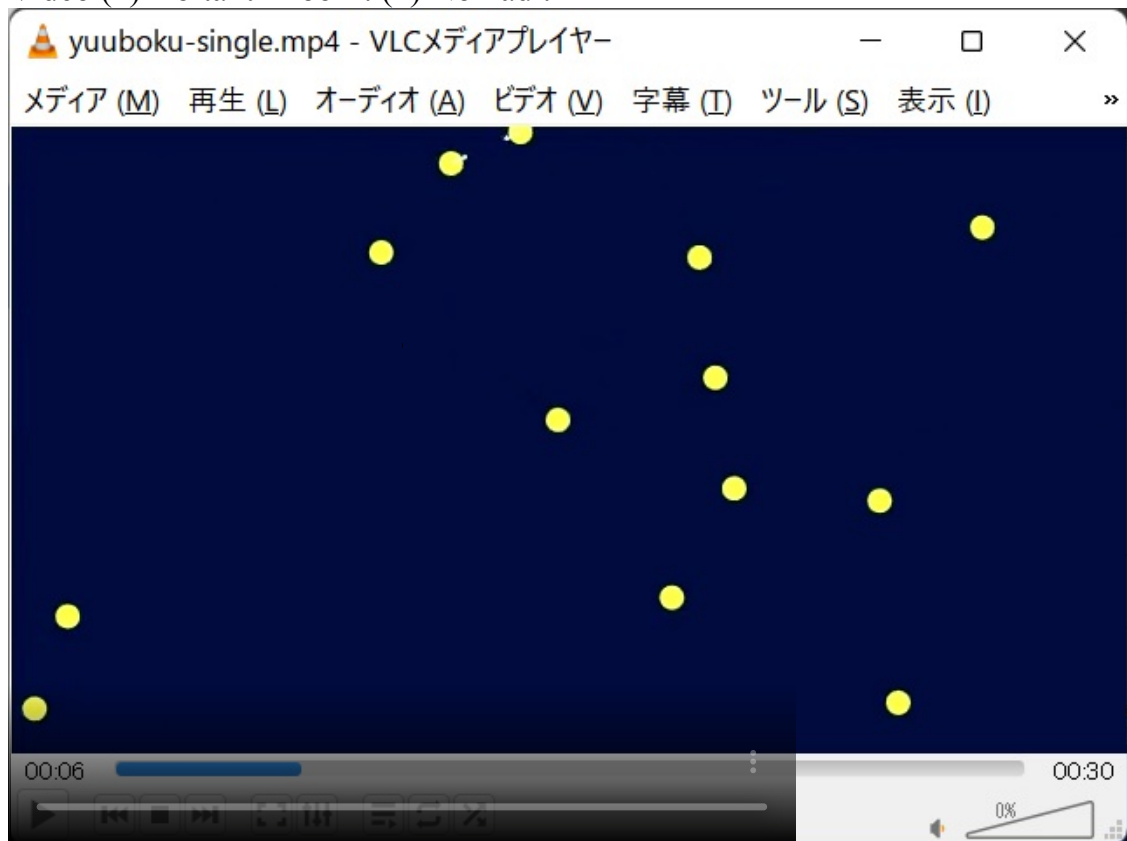 yuuboku-single.mp4 - VLCメディアプレイヤー
メディア (M) 再生 (L) オーディオ (A) ビデオ (V) 字幕 (T) ツール (S) 表示 (I) »
00:06 00:30
0%